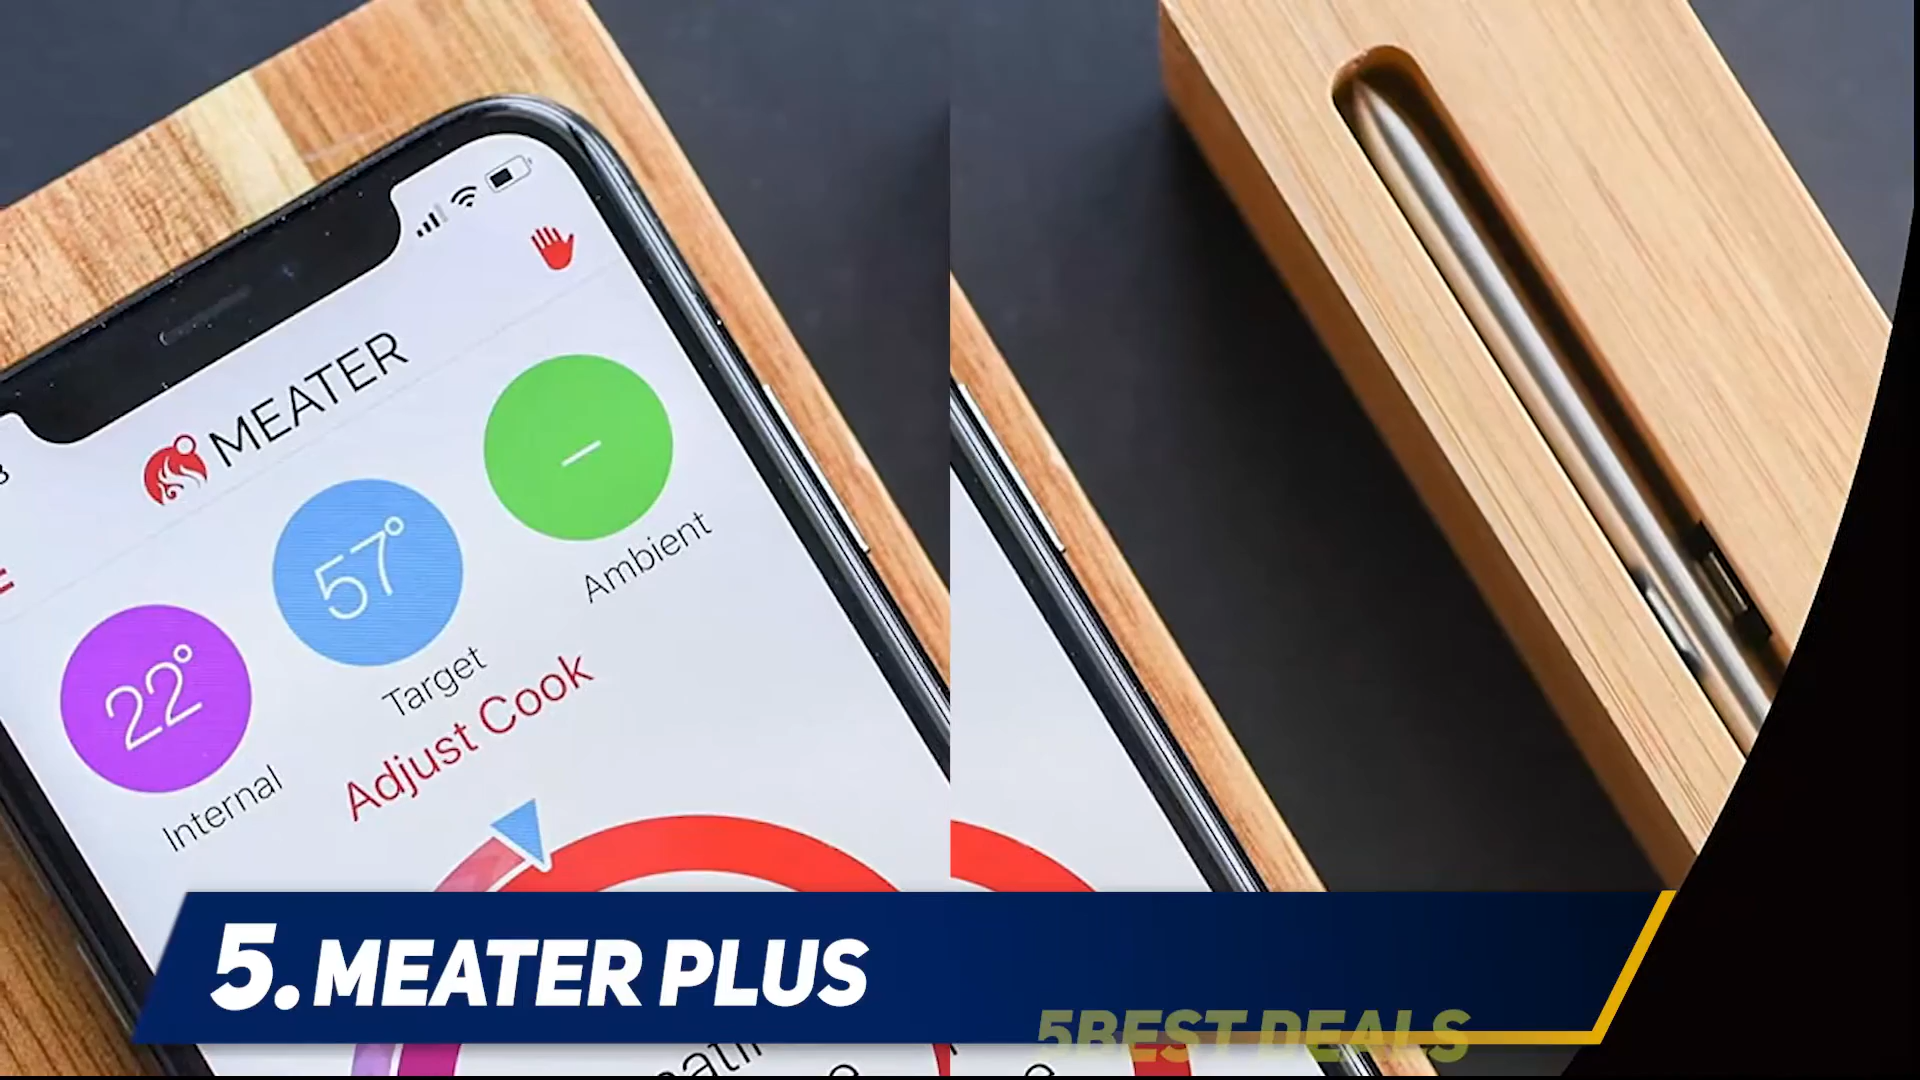 MEATER
22°
Internal
57°
Target
–
Ambient
Adjust Cook
5. MEATER PLUS
5BEST DEALS